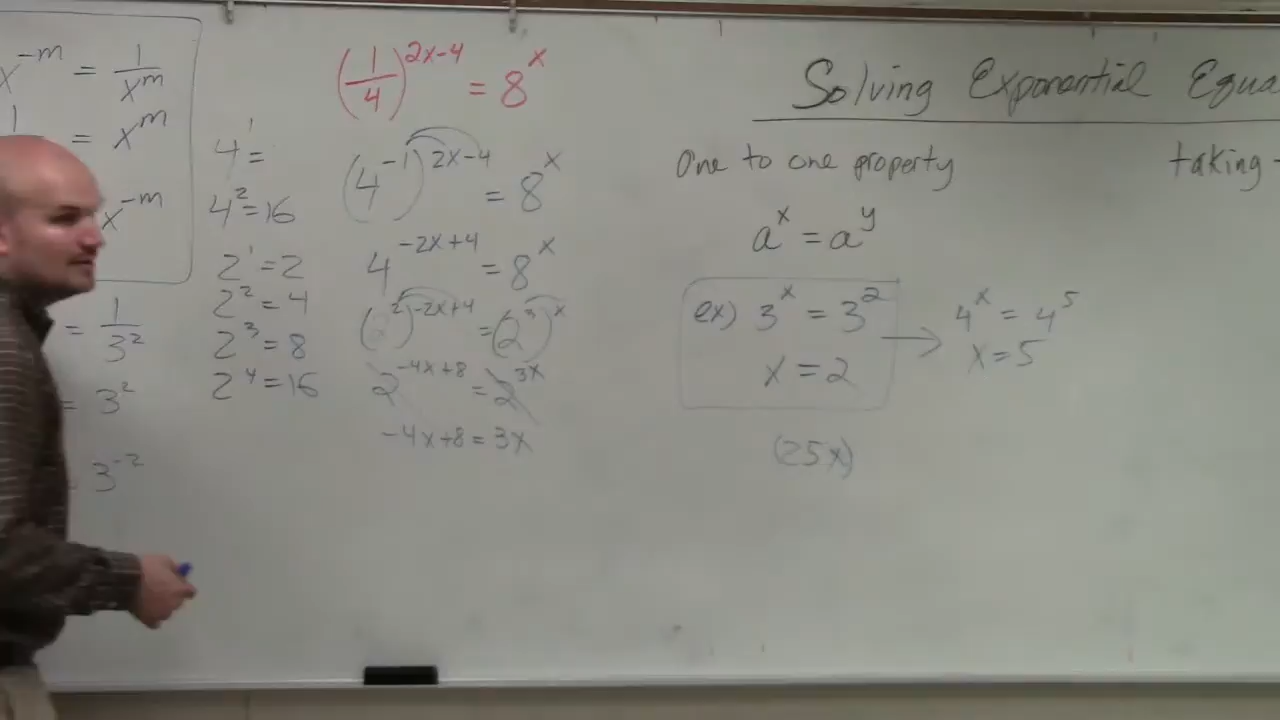 x^{-m} = 1/x^m
1 = x^m
x^{-m}
= 1/3^2
= 3^2
3^{-2}
4^1 =
4^2 = 16
2^1 = 2
2^2 = 4
2^3 = 8
2^4 = 16
(1/4)^{2x-4} = 8^x
(4^{-1})^{2x-4} = 8^x
4^{-2x+4} = 8^x
(2^2)^{-2x+4} = (2^3)^x
2^{-4x+8} = 2^{3x}
-4x+8 = 3x
Solving Exponential Equa
One to one property
a^x = a^y
ex) 3^x = 3^2
x = 2
4^x = 4^5
x = 5
(25x)
taking